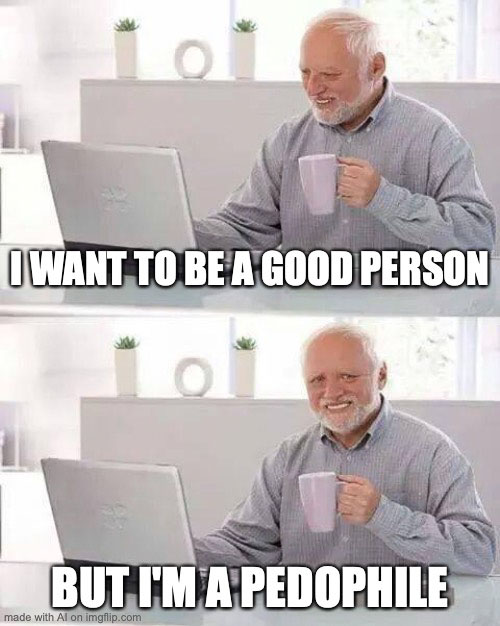 I WANT TO BE A GOOD PERSON
BUT I'M A PEDOPHILE
made with AI on imgflip.com